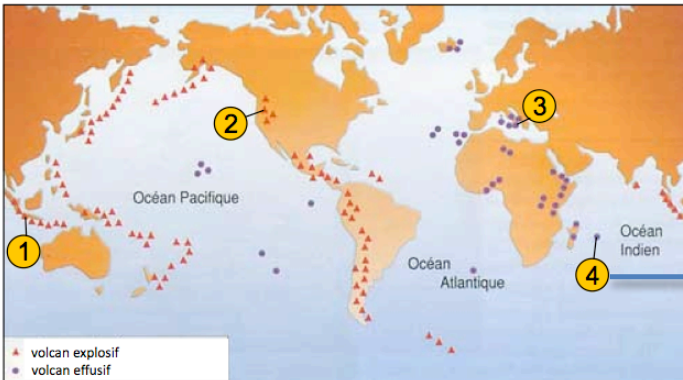 3
2
Océan Pacifique
Océan
Indien
1
4
Océan
Atlantique
volcan explosif
volcan effusif